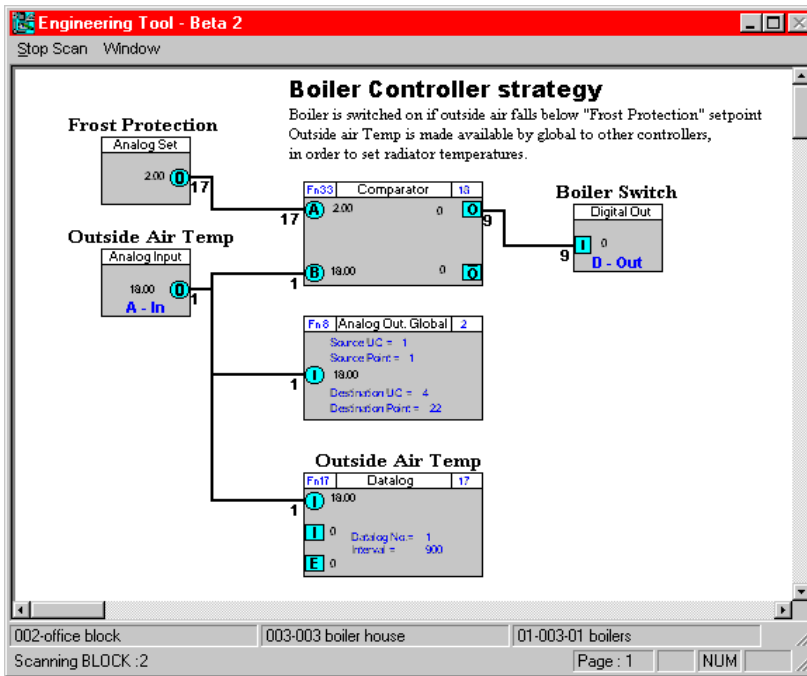 Engineering Tool - Beta 2
Stop Scan Window
Boiler Controller strategy
Boiler is switched on if outside air falls below "Frost Protection" setpoint
Outside air Temp is made available by global to other controllers,
in order to set radiator temperatures.
Frost Protection
Analog Set
2.00 O
17
Fn33 Comparator 13
17 A 2.00 0 O
9
1 B 18.00 0 O
Boiler Switch
Digital Out
9 I 0
D - Out
Outside Air Temp
Analog Input
18.00 O
1
A - In
Fn8 Analog Out. Global 2
Source UC = 1
Source Point = 1
1 I 18.00
Destination UC = 4
Destination Point = 22
Outside Air Temp
Fn17 Datalog 17
1 I 18.00
I 0
Datalog No.= 1
Interval = 900
E 0
002-office block 003-003 boiler house 01-003-01 boilers
Scanning BLOCK :2 Page : 1 NUM